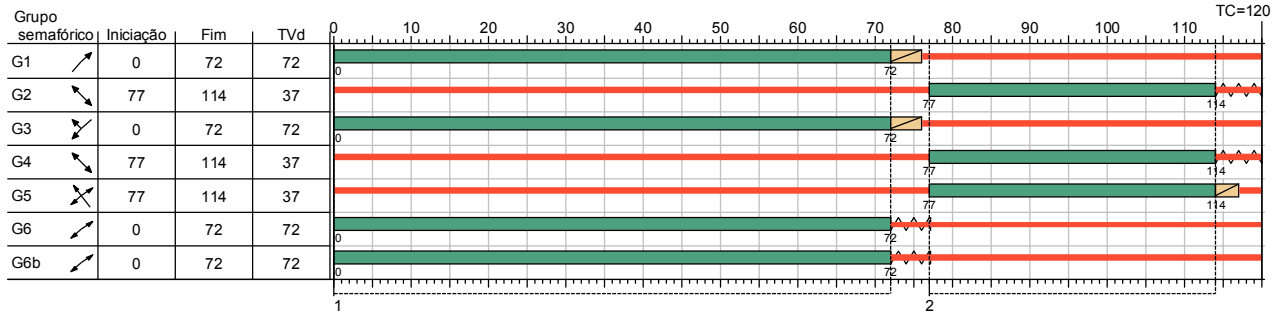 TC=120
Grupo
semafórico Iniciação Fim TVd
0 10 20 30 40 50 60 70 80 90 100 110
G1 0 72 72
0 72
G2 77 114 37
77 114
G3 0 72 72
0 72
G4 77 114 37
77 114
G5 77 114 37
77 114
G6 0 72 72
0 72
G6b 0 72 72
0 72
1 2